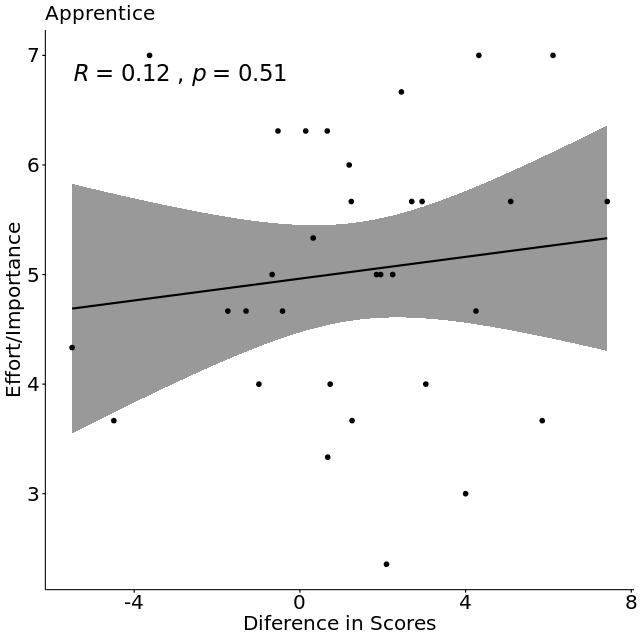 Apprentice
R = 0.12 , p = 0.51
7
6
5
4
3
Effort/Importance
-4 0 4 8
Diference in Scores